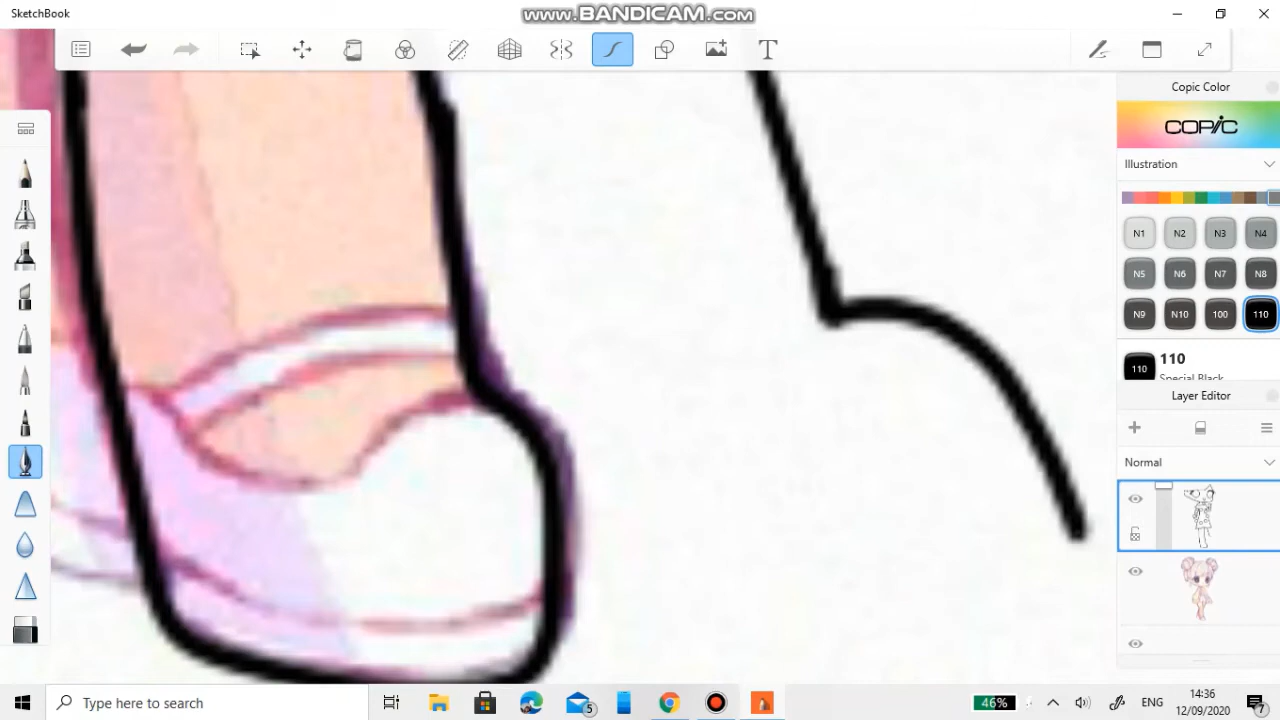 SketchBook
www.BANDICAM.com
T
Copic Color
COPIC
Illustration
N1 N2 N3 N4
N5 N6 N7 N8
N9 N10 100 110
110 110
Special Black
Layer Editor
Normal
Type here to search
5
46%
ENG
14:36
12/09/2020
7